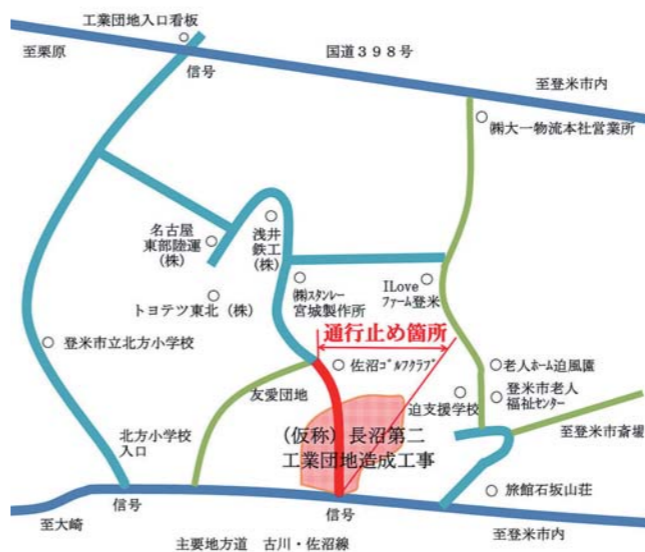 工業団地入口看板
至栗原
国道398号
信号
至登米市内
㈱大一物流本社営業所
名古屋
東部陸運
(株)
浅井
鉄工
(株)
トヨテツ東北(株)
㈱スタンレー
宮城製作所
ILove
ファーム登米
通行止め箇所
登米市立北方小学校
佐沼ゴルフクラブ
老人ホーム迫風園
友愛団地
迫支援学校
登米市老人
福祉センター
(仮称)長沼第二
工業団地造成工事
至登米市斎場
北方小学校
入口
旅館石坂山荘
至大崎
信号
信号
至登米市内
主要地方道 古川・佐沼線